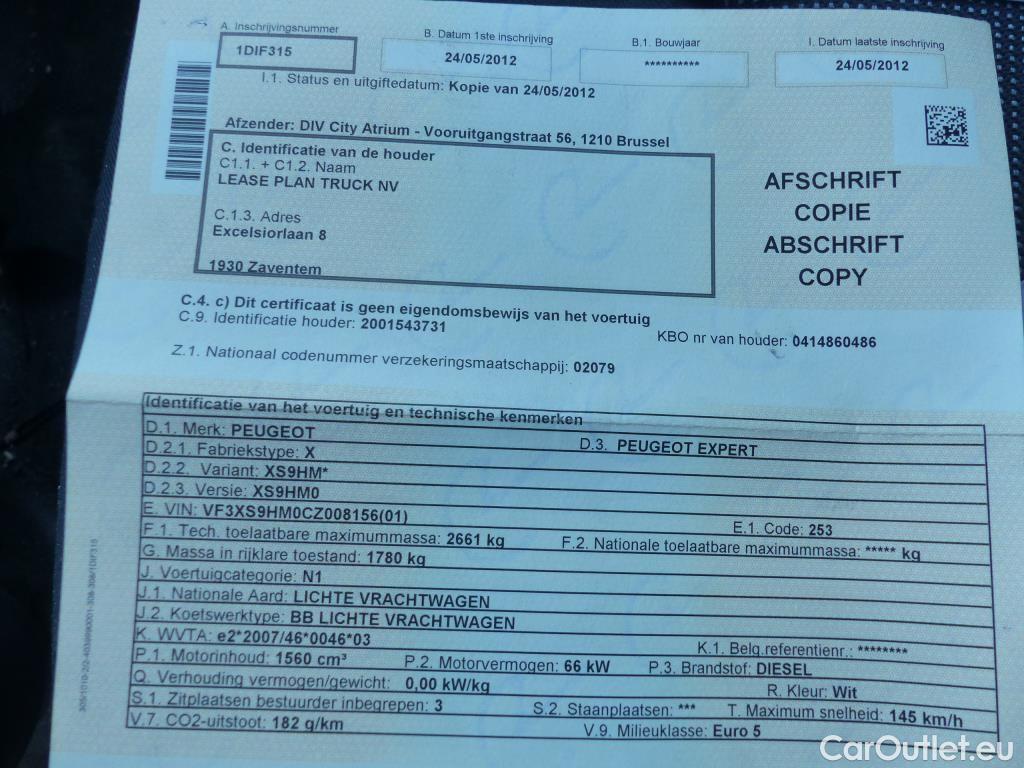 A. Inschrijvingsnummer B. Datum 1ste inschrijving B.1. Bouwjaar I. Datum laatste inschrijving
1DIF315 24/05/2012 ********** 24/05/2012
I.1. Status en uitgiftedatum: Kopie van 24/05/2012
Afzender: DIV City Atrium - Vooruitgangstraat 56, 1210 Brussel
C. Identificatie van de houder
C1.1. + C1.2. Naam
LEASE PLAN TRUCK NV
C.1.3. Adres
Excelsiorlaan 8
1930 Zaventem
AFSCHRIFT
COPIE
ABSCHRIFT
COPY
C.4. c) Dit certificaat is geen eigendomsbewijs van het voertuig
C.9. Identificatie houder: 2001543731 KBO nr van houder: 0414860486
Z.1. Nationaal codenummer verzekeringsmaatschappij: 02079
Identificatie van het voertuig en technische kenmerken
D.1. Merk: PEUGEOT D.3. PEUGEOT EXPERT
D.2.1. Fabriekstype: X
D.2.2. Variant: XS9HM*
D.2.3. Versie: XS9HM0
E. VIN: VF3XS9HM0CZ008156(01) E.1. Code: 253
F.1. Tech. toelaatbare maximummassa: 2661 kg F.2. Nationale toelaatbare maximummassa: ***** kg
G. Massa in rijklare toestand: 1780 kg
J. Voertuigcategorie: N1
J.1. Nationale Aard: LICHTE VRACHTWAGEN
J.2. Koetswerktype: BB LICHTE VRACHTWAGEN
K. WVTA: e2*2007/46*0046*03 K.1. Belg.referentienr.: ********
P.1. Motorinhoud: 1560 cm³ P.2. Motorvermogen: 66 kW P.3. Brandstof: DIESEL
Q. Verhouding vermogen/gewicht: 0,00 kW/kg R. Kleur: Wit
S.1. Zitplaatsen bestuurder inbegrepen: 3 S.2. Staanplaatsen: *** T. Maximum snelheid: 145 km/h
V.7. CO2-uitstoot: 182 g/km V.9. Milieuklasse: Euro 5
CarOutlet.eu